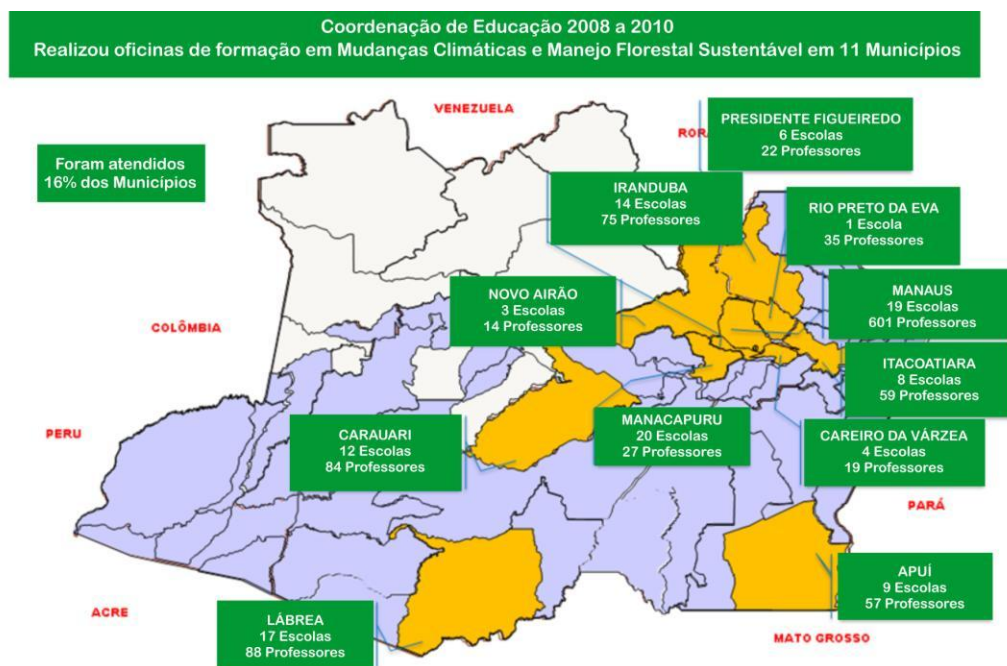 Coordenação de Educação 2008 a 2010
Realizou oficinas de formação em Mudanças Climáticas e Manejo Florestal Sustentável em 11 Municípios
VENEZUELA
PRESIDENTE FIGUEIREDO
6 Escolas
22 Professores
Foram atendidos
16% dos Municípios
IRANDUBA
14 Escolas
75 Professores
RIO PRETO DA EVA
1 Escola
35 Professores
NOVO AIRÃO
3 Escolas
14 Professores
MANAUS
19 Escolas
601 Professores
COLÔMBIA
ITACOATIARA
8 Escolas
59 Professores
MANACAPURU
20 Escolas
27 Professores
CAREIRO DA VÁRZEA
4 Escolas
19 Professores
PERU
CARAUARI
12 Escolas
84 Professores
PARÁ
APUÍ
9 Escolas
57 Professores
ACRE
LÁBREA
17 Escolas
88 Professores
MATO GROSSO